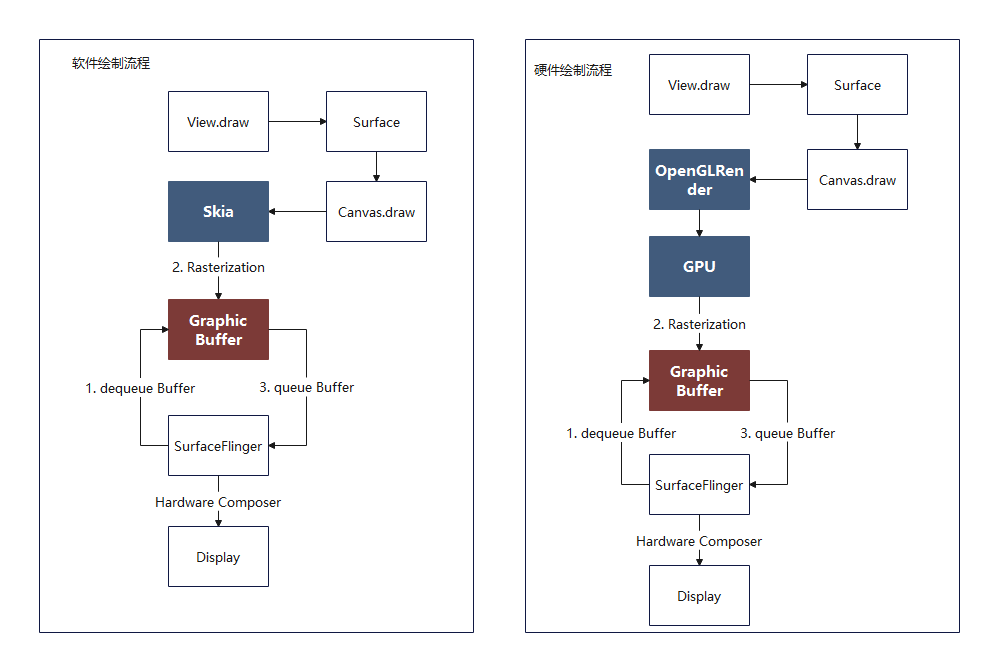 软件绘制流程
View.draw
Surface
Skia
Canvas.draw
2. Rasterization
Graphic
Buffer
1. dequeue Buffer
3. queue Buffer
SurfaceFlinger
Hardware Composer
Display
硬件绘制流程
View.draw
Surface
OpenGLRen
der
Canvas.draw
GPU
2. Rasterization
Graphic
Buffer
1. dequeue Buffer
3. queue Buffer
SurfaceFlinger
Hardware Composer
Display